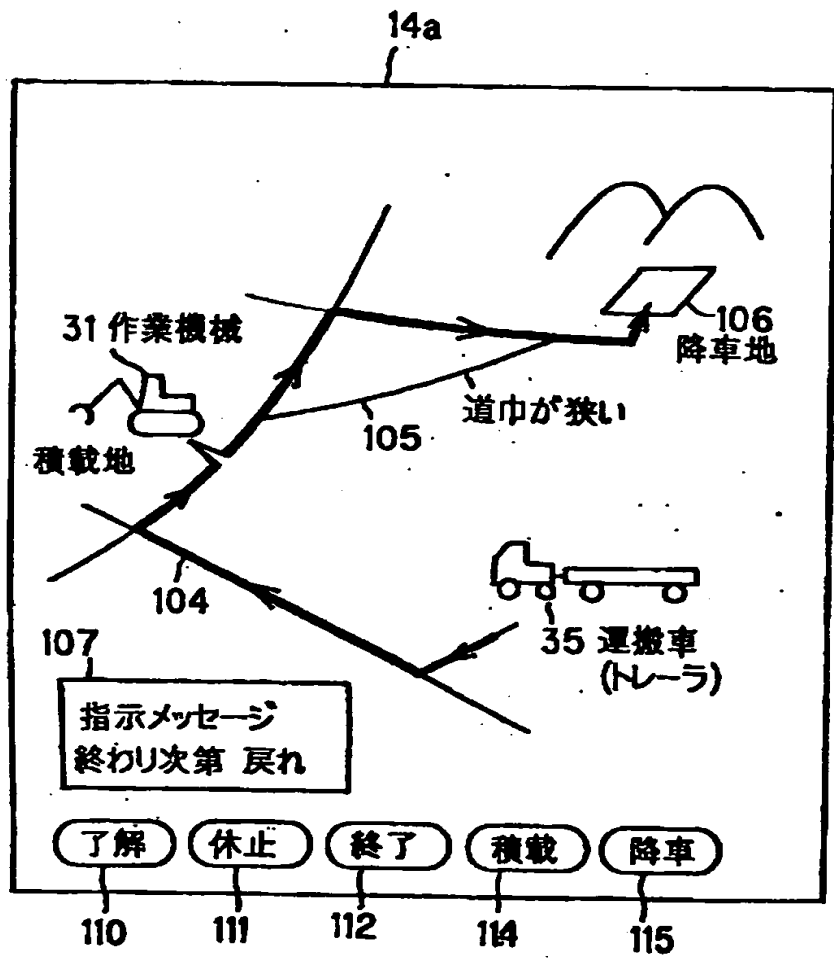 14a
31 作業機械
106
降車地
道巾が狭い
105
積載地
104
35 運搬車
(トレーラ)
107
指示メッセージ
終わり次第 戻れ
了解 休止 終了 積載 降車
110 111 112 114 115